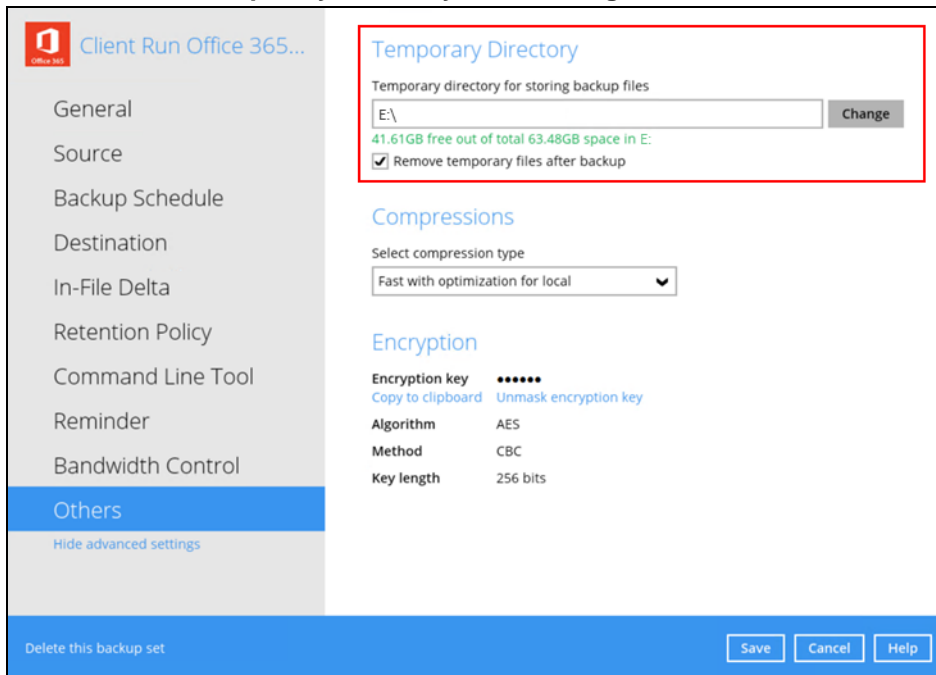 Client Run Office 365...
Office 365
General
Source
Backup Schedule
Destination
In-File Delta
Retention Policy
Command Line Tool
Reminder
Bandwidth Control
Others
Hide advanced settings
Temporary Directory
Temporary directory for storing backup files
E:\
Change
41.61GB free out of total 63.48GB space in E:
Remove temporary files after backup
Compressions
Select compression type
Fast with optimization for local
Encryption
Encryption key ••••••
Copy to clipboard Unmask encryption key
Algorithm AES
Method CBC
Key length 256 bits
Delete this backup set
Save Cancel Help